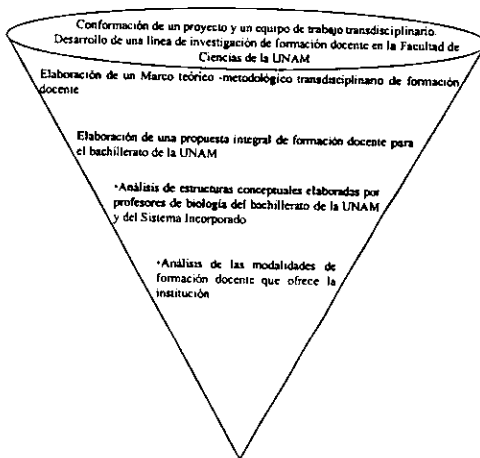 Conformación de un proyecto y un equipo de trabajo transdisciplinario.
Desarrollo de una línea de investigación de formación docente en la Facultad de
Ciencias de la UNAM
Elaboración de un Marco teórico -metodológico transdisciplinario de formación
docente
Elaboración de una propuesta integral de formación docente para
el bachillerato de la UNAM
•Análisis de estructuras conceptuales elaboradas por
profesores de biología del bachillerato de la UNAM
y del Sistema Incorporado
•Análisis de las modalidades de
formación docente que ofrece la
institución